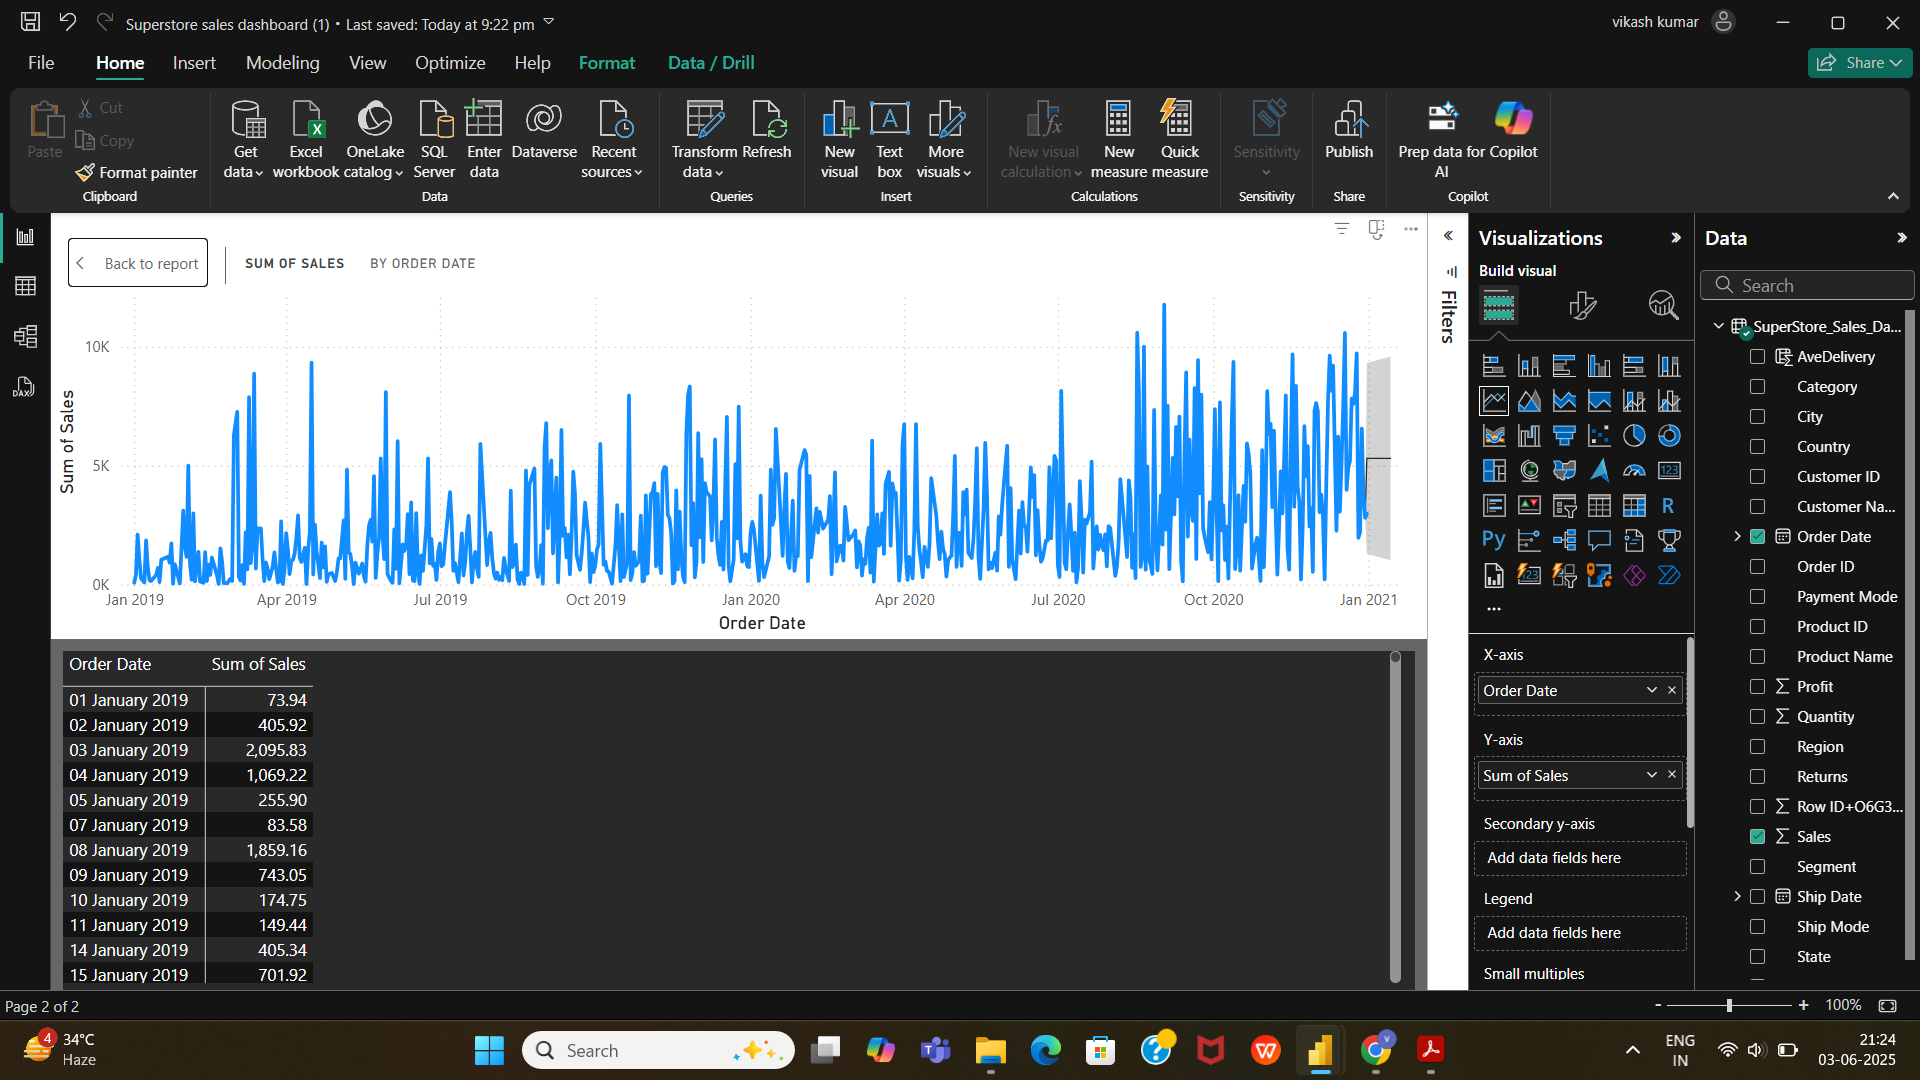 Superstore sales dashboard (1) • Last saved: Today at 9:22 pm
vikash kumar
File Home Insert Modeling View Optimize Help Format Data / Drill
Share
Paste
Cut
Copy
Format painter
Clipboard
Get data
Excel workbook
OneLake catalog
SQL Server
Enter data
Dataverse
Recent sources
Data
Transform data
Refresh
Queries
New visual
Text box
More visuals
Insert
New visual calculation
New measure
Quick measure
Calculations
Sensitivity
Sensitivity
Publish
Share
Prep data for AI
Copilot
Copilot
Back to report
SUM OF SALES BY ORDER DATE
Sum of Sales
10K
5K
0K
Jan 2019 Apr 2019 Jul 2019 Oct 2019 Jan 2020 Apr 2020 Jul 2020 Oct 2020 Jan 2021
Order Date
Order Date Sum of Sales
01 January 2019 73.94
02 January 2019 405.92
03 January 2019 2,095.83
04 January 2019 1,069.22
05 January 2019 255.90
07 January 2019 83.58
08 January 2019 1,859.16
09 January 2019 743.05
10 January 2019 174.75
11 January 2019 149.44
14 January 2019 405.34
15 January 2019 701.92
Filters
Visualizations
Build visual
123
R
Py
123
X-axis
Order Date
Y-axis
Sum of Sales
Secondary y-axis
Add data fields here
Legend
Add data fields here
Small multiples
Data
Search
SuperStore_Sales_Da...
AveDelivery
Category
City
Country
Customer ID
Customer Na...
Order Date
Order ID
Payment Mode
Product ID
Product Name
Profit
Quantity
Region
Returns
Row ID+O6G3...
Sales
Segment
Ship Date
Ship Mode
State
DAX
Page 2 of 2
- + 100%
4
34°C
Haze
Search
ENG
IN
21:24
03-06-2025